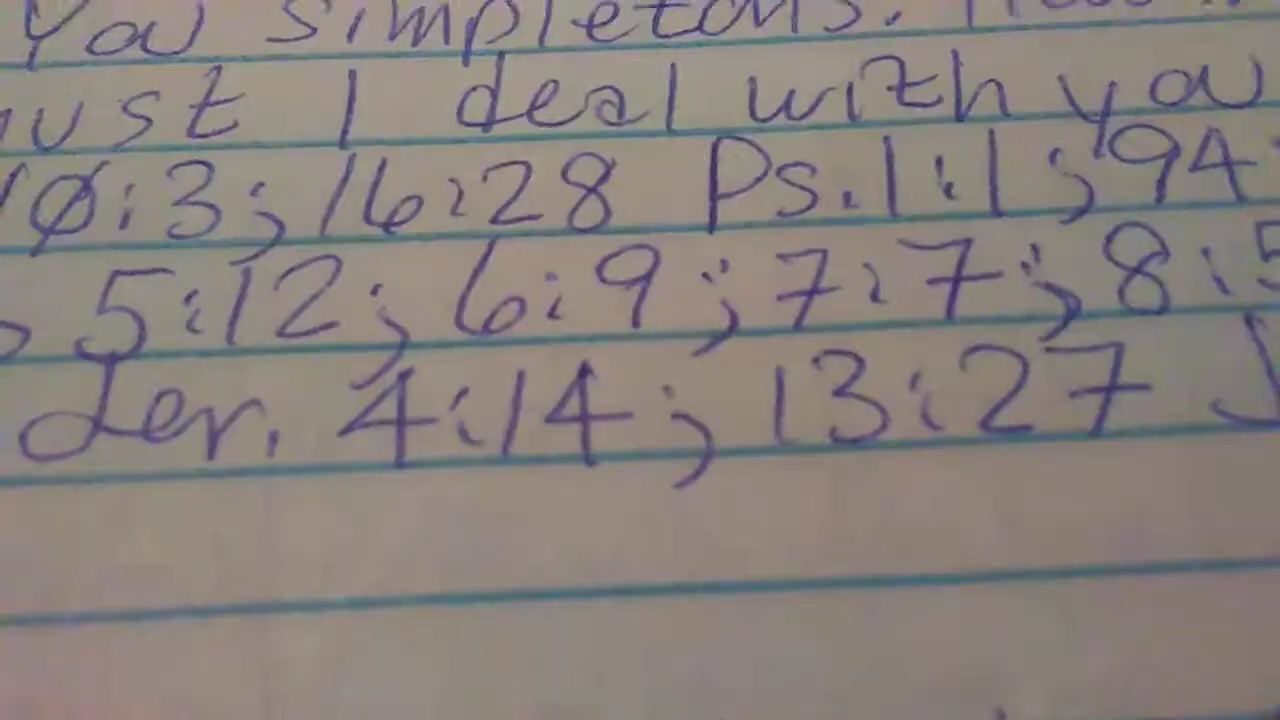 You simpletons.
ust I deal with you
10:3; 16:28 Ps. 1:1; 94
5:12; 6:9; 7:7; 8:5
Jer. 4:14; 13:27 J